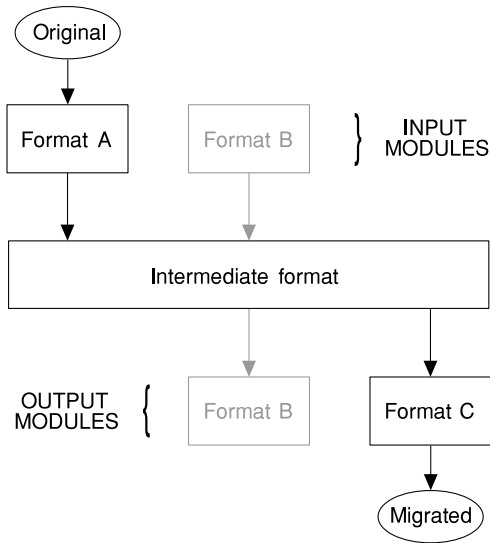 Original
Format A
Format B
INPUT
MODULES
Intermediate format
OUTPUT
MODULES
Format B
Format C
Migrated